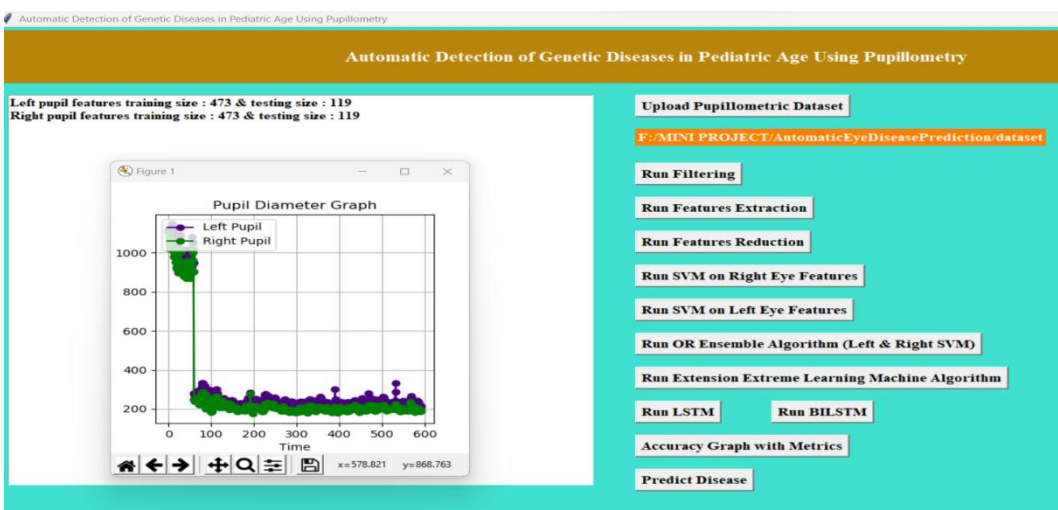 Automatic Detection of Genetic Diseases in Pediatric Age Using Pupillometry
Automatic Detection of Genetic Diseases in Pediatric Age Using Pupillometry
Left pupil features training size : 473 & testing size : 119
Right pupil features training size : 473 & testing size : 119
Figure 1
Pupil Diameter Graph
Left Pupil
Right Pupil
1000
800
600
400
200
0 100 200 300 400 500 600
Time
x=578.821 y=868.763
Upload Pupillometric Dataset
F:/MINI PROJECT/AutomaticEyeDiseasePrediction/dataset
Run Filtering
Run Features Extraction
Run Features Reduction
Run SVM on Right Eye Features
Run SVM on Left Eye Features
Run OR Ensemble Algorithm (Left & Right SVM)
Run Extension Extreme Learning Machine Algorithm
Run LSTM Run BILSTM
Accuracy Graph with Metrics
Predict Disease